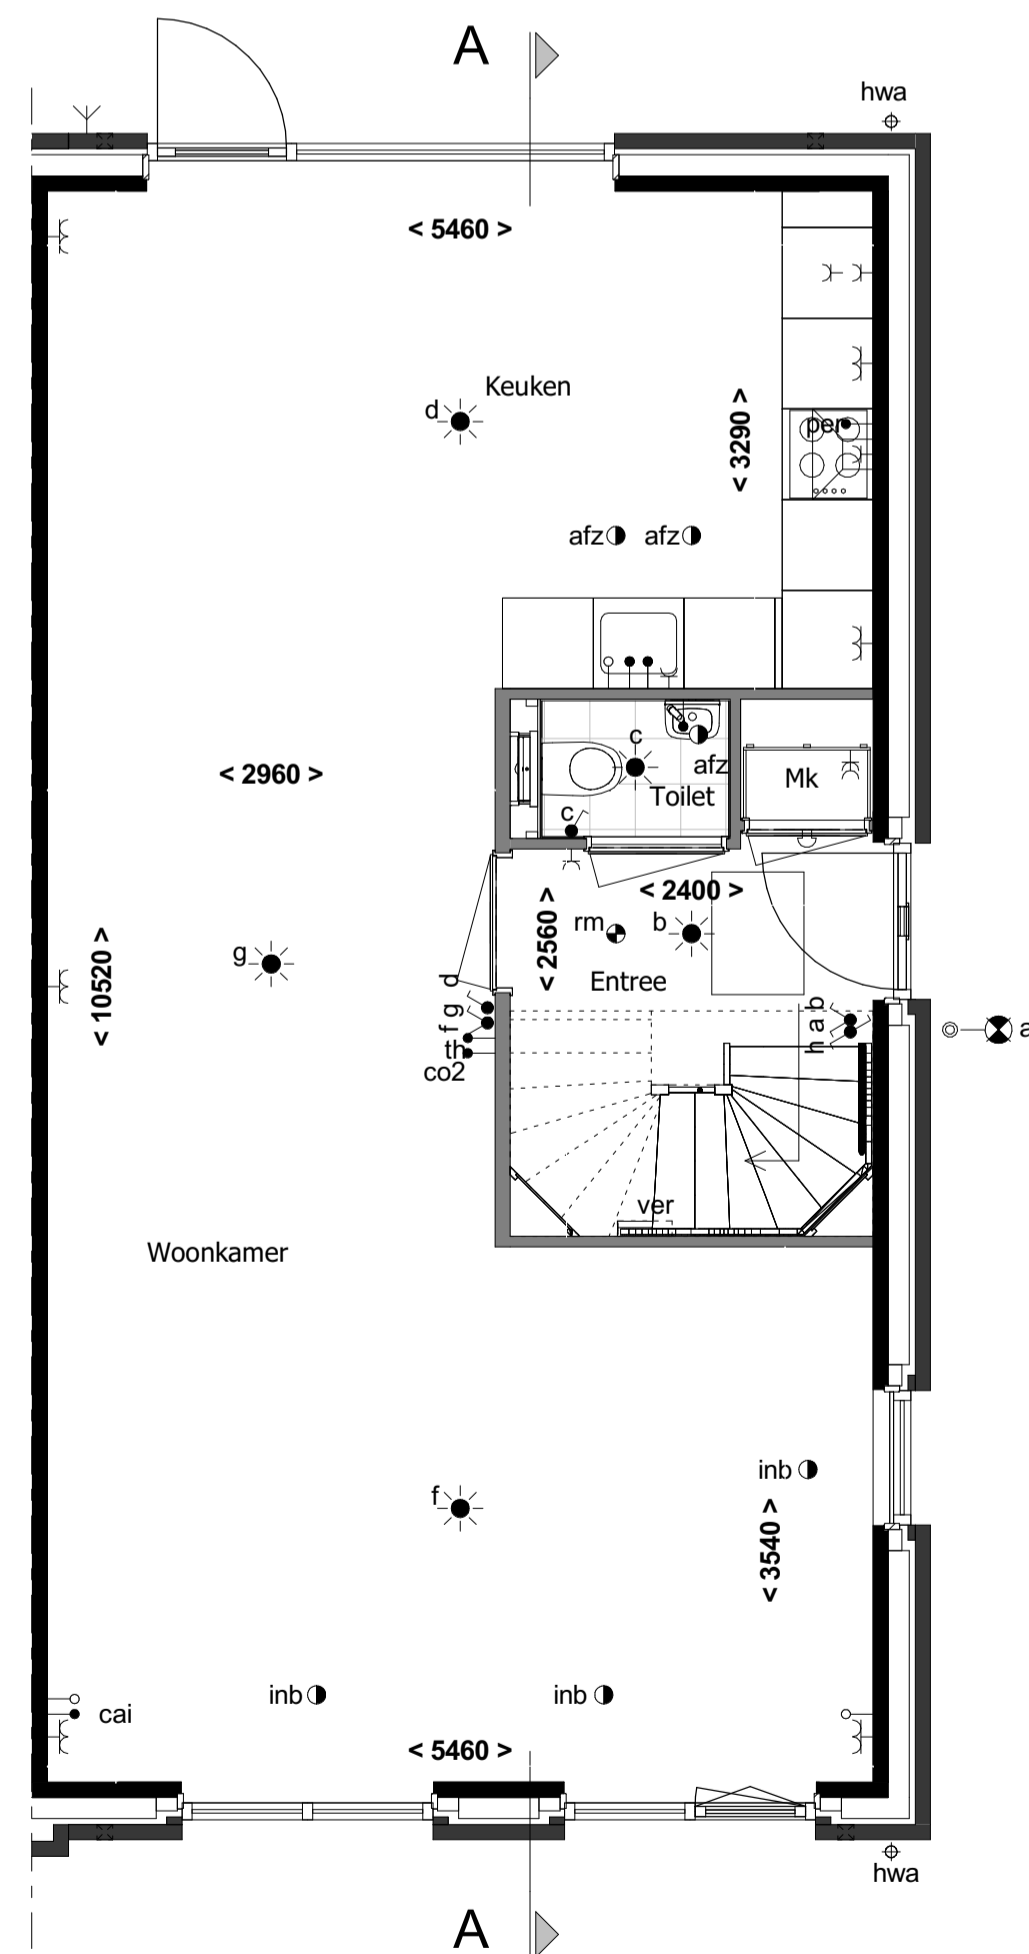 A
hwa
< 5460 >
Keuken
d
< 3290 >
per
afz
afz
c
afz
Toilet
Mk
< 2960 >
c
< 2400 >
< 2560 >
rm
b
Entree
g
< 10520 >
d
f g
th
co2
h a b
a
ver
Woonkamer
f
inb
< 3540 >
inb
inb
cai
< 5460 >
hwa
A